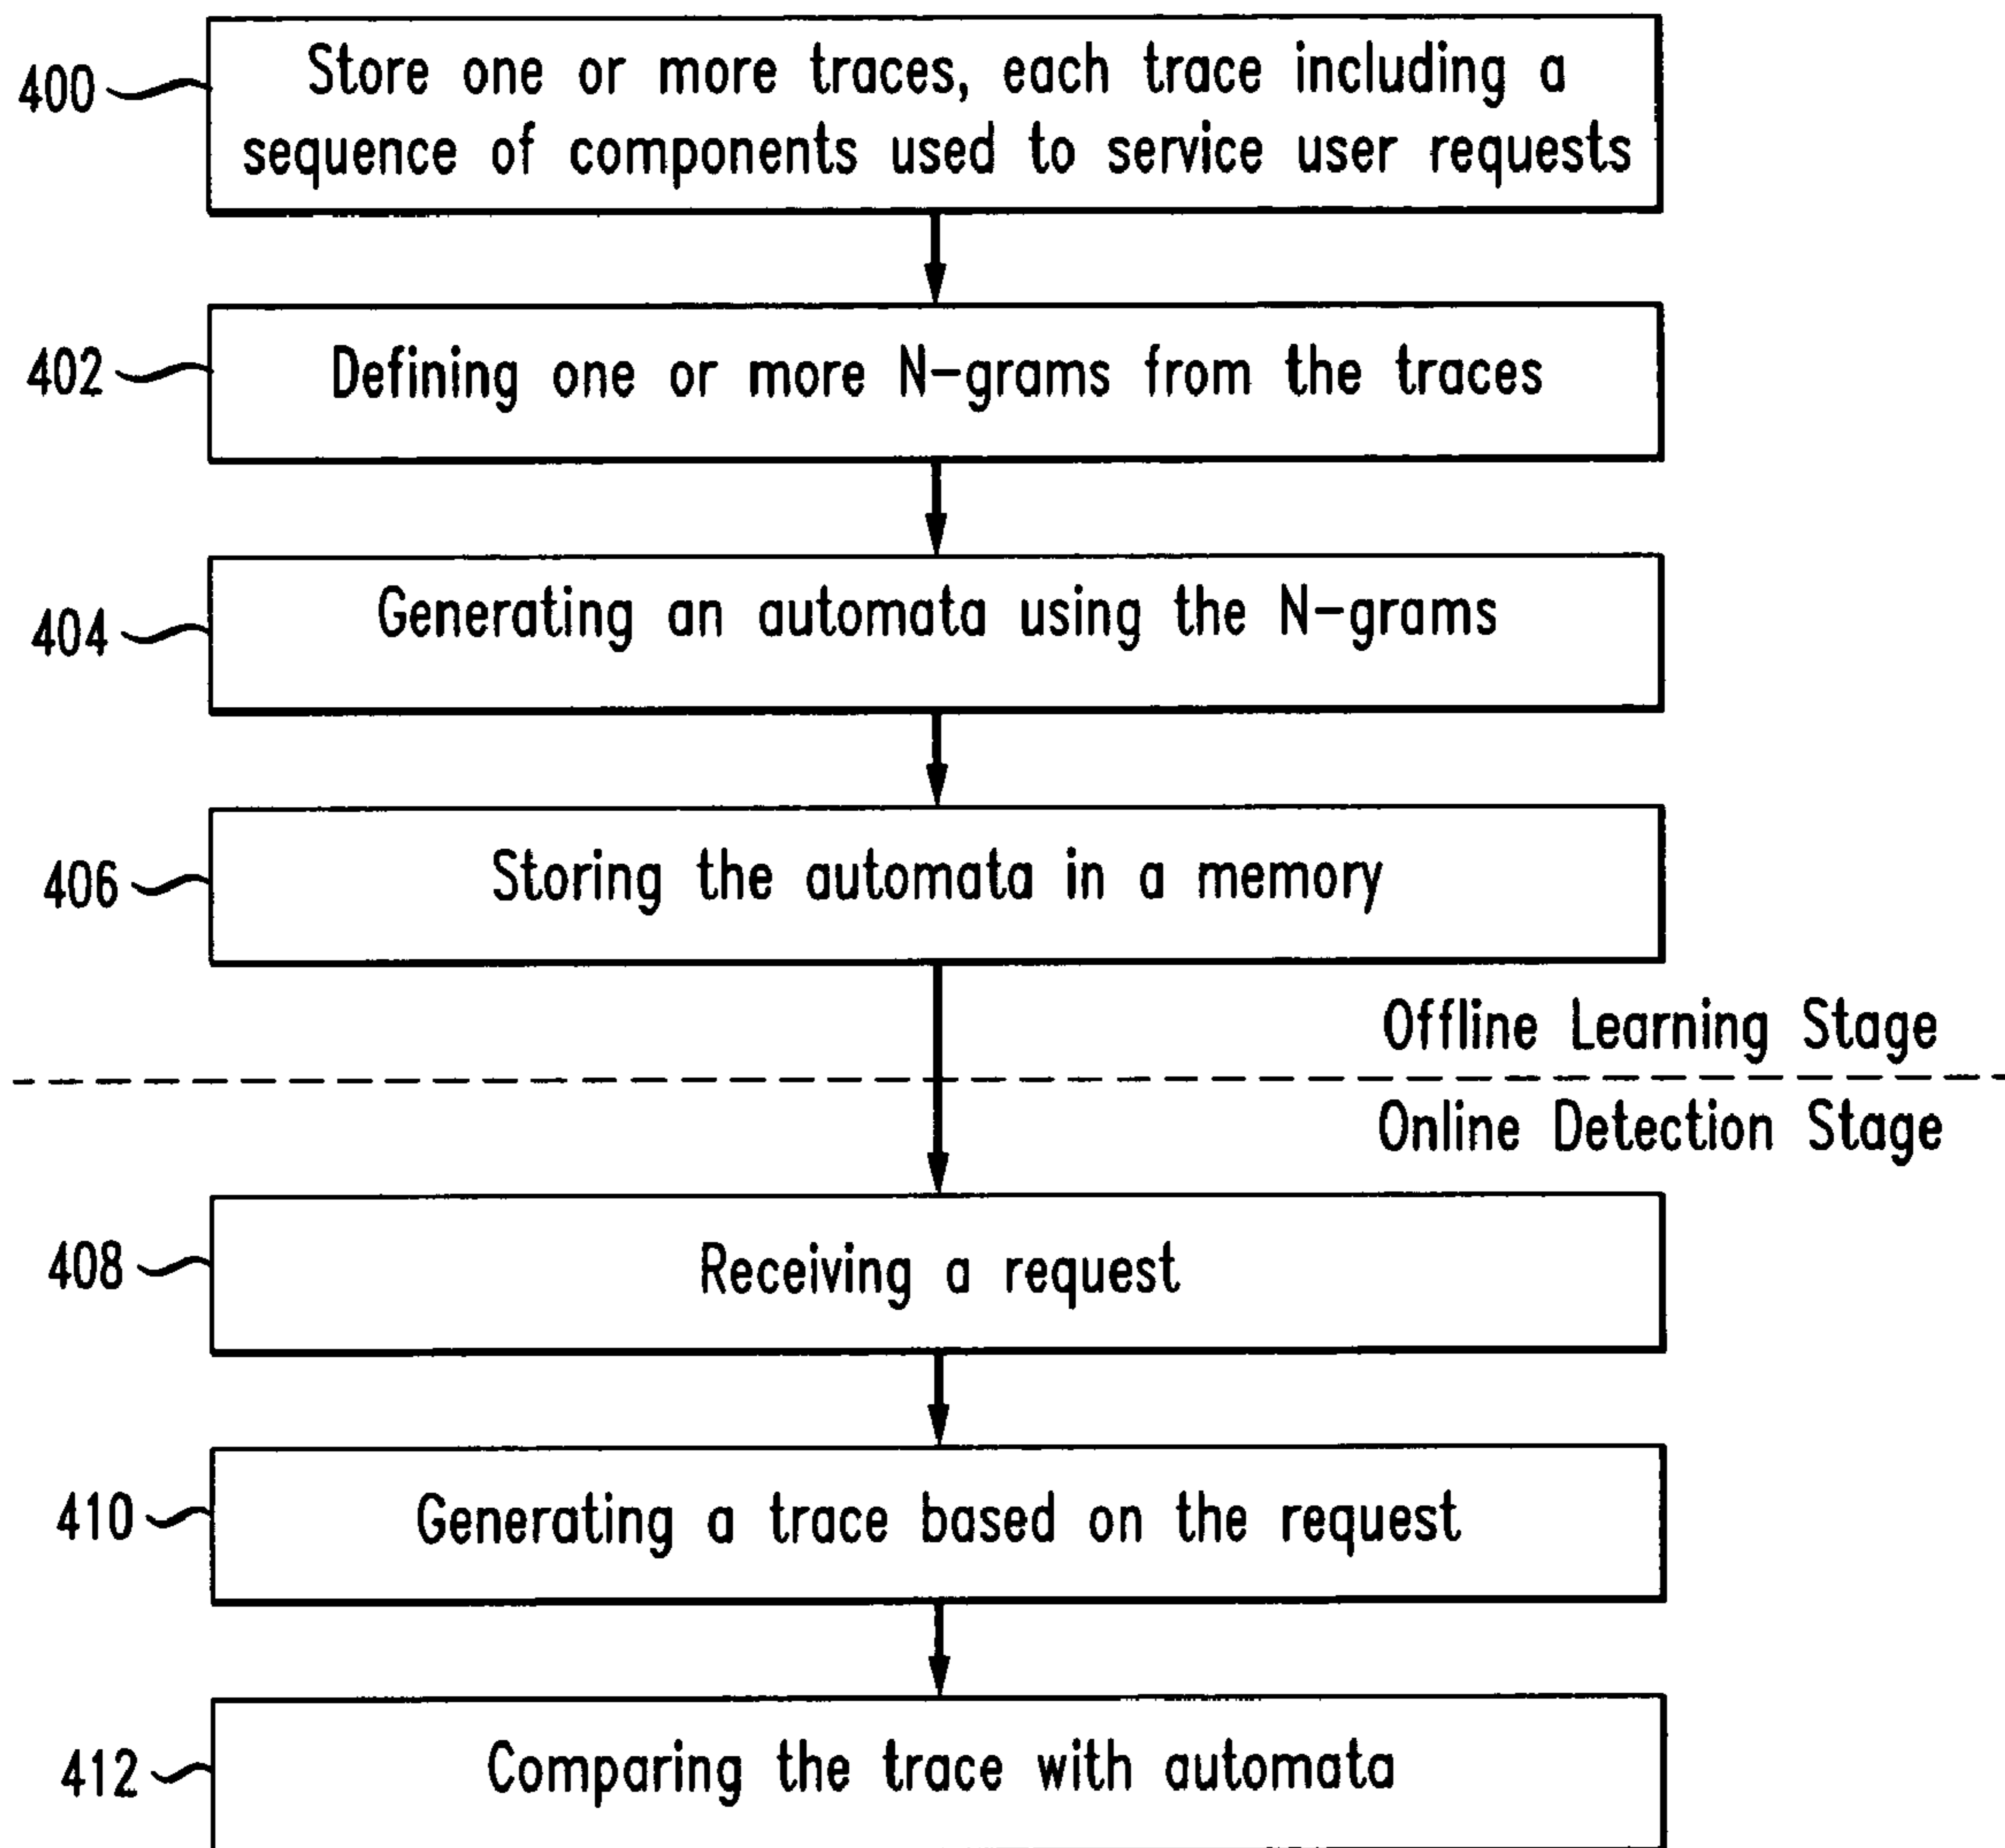 400
Store one or more traces, each trace including a
sequence of components used to service user requests
402
Defining one or more N-grams from the traces
404
Generating an automata using the N-grams
406
Storing the automata in a memory
Offline Learning Stage
Online Detection Stage
408
Receiving a request
410
Generating a trace based on the request
412
Comparing the trace with automata